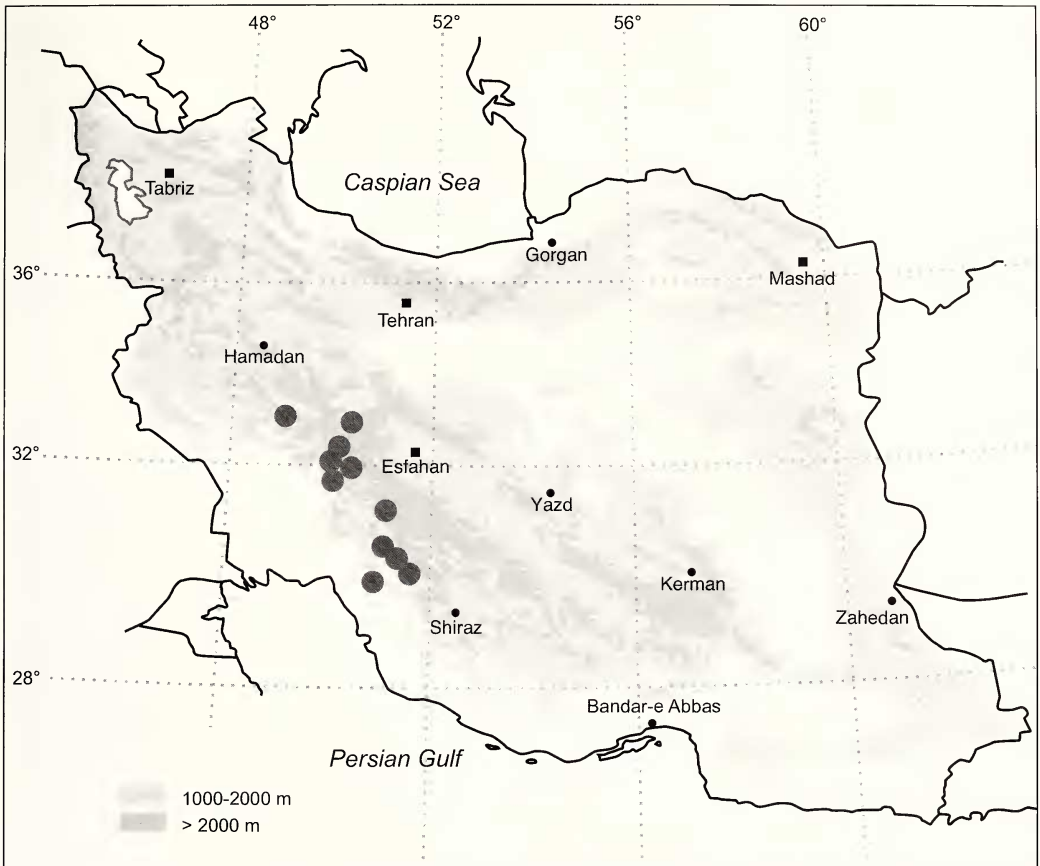 48° 52° 56° 60°
Caspian Sea
Tabriz
Gorgan
36°
Mashad
Tehran
Hamadan
32°
Esfahan
Yazd
Kerman
Zahedan
Shiraz
28°
Bandar-e Abbas
Persian Gulf
1000-2000 m
> 2000 m